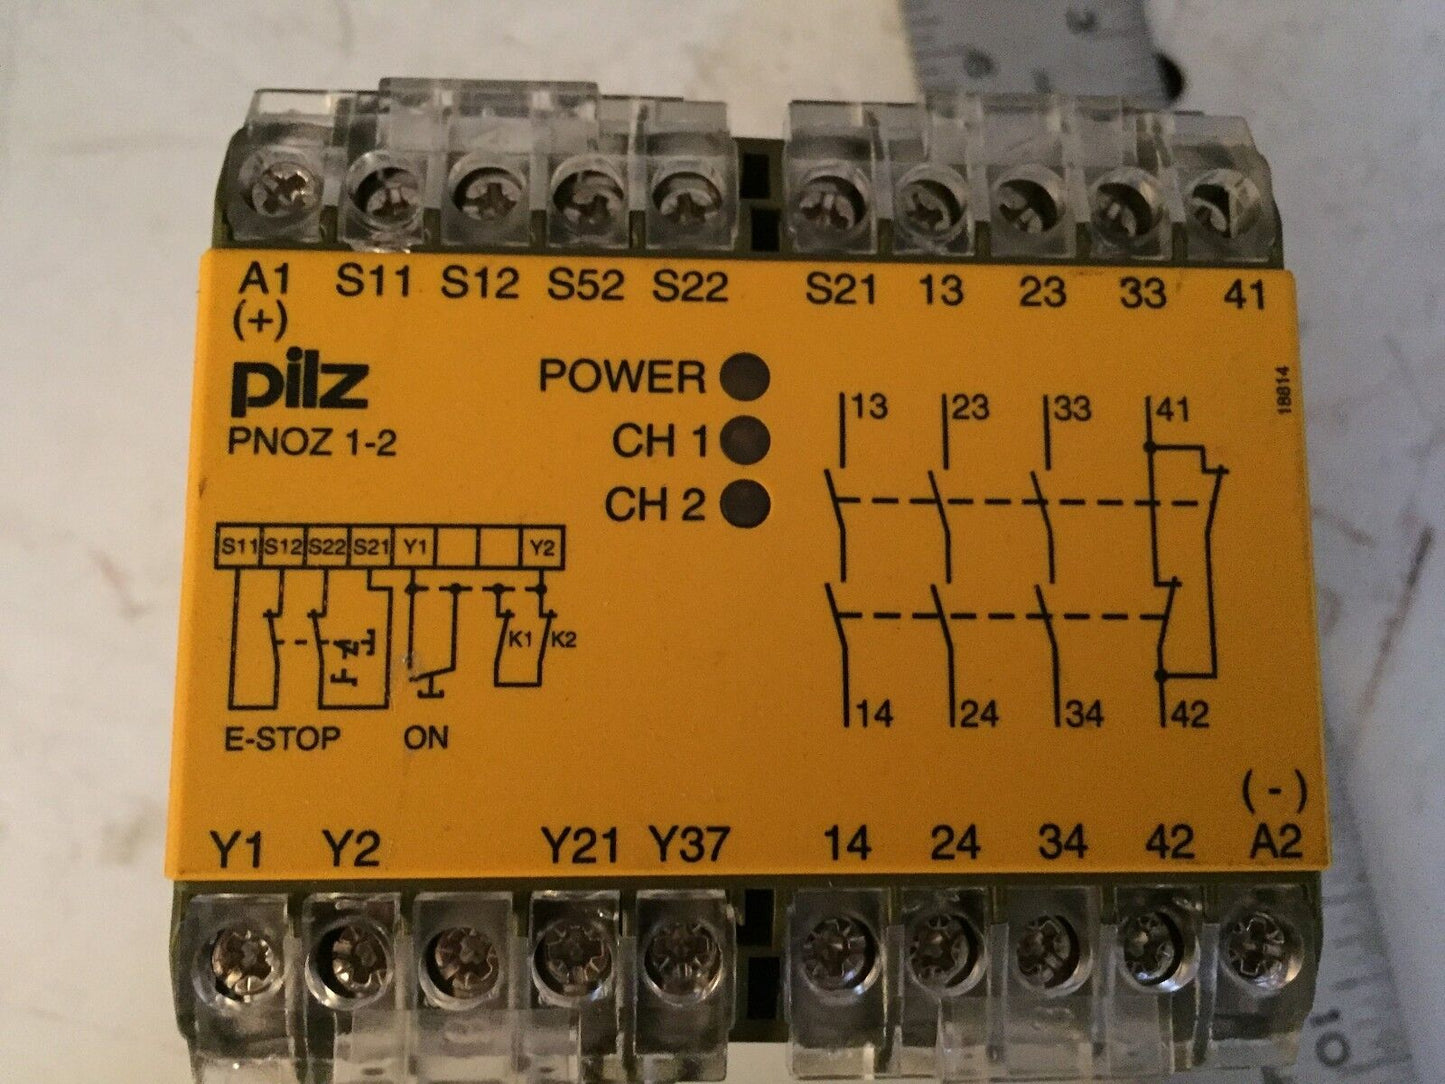 A1 S11 S12 S52 S22 S21 13 23 33 41
(+)
pilz
PNOZ 1-2
POWER
CH 1
CH 2
18814
13 23 33 41
S11 S12 S22 S21 Y1 Y2
K1 K2
14 24 34 42
E-STOP ON
(-)
Y1 Y2 Y21 Y37 14 24 34 42 A2
10